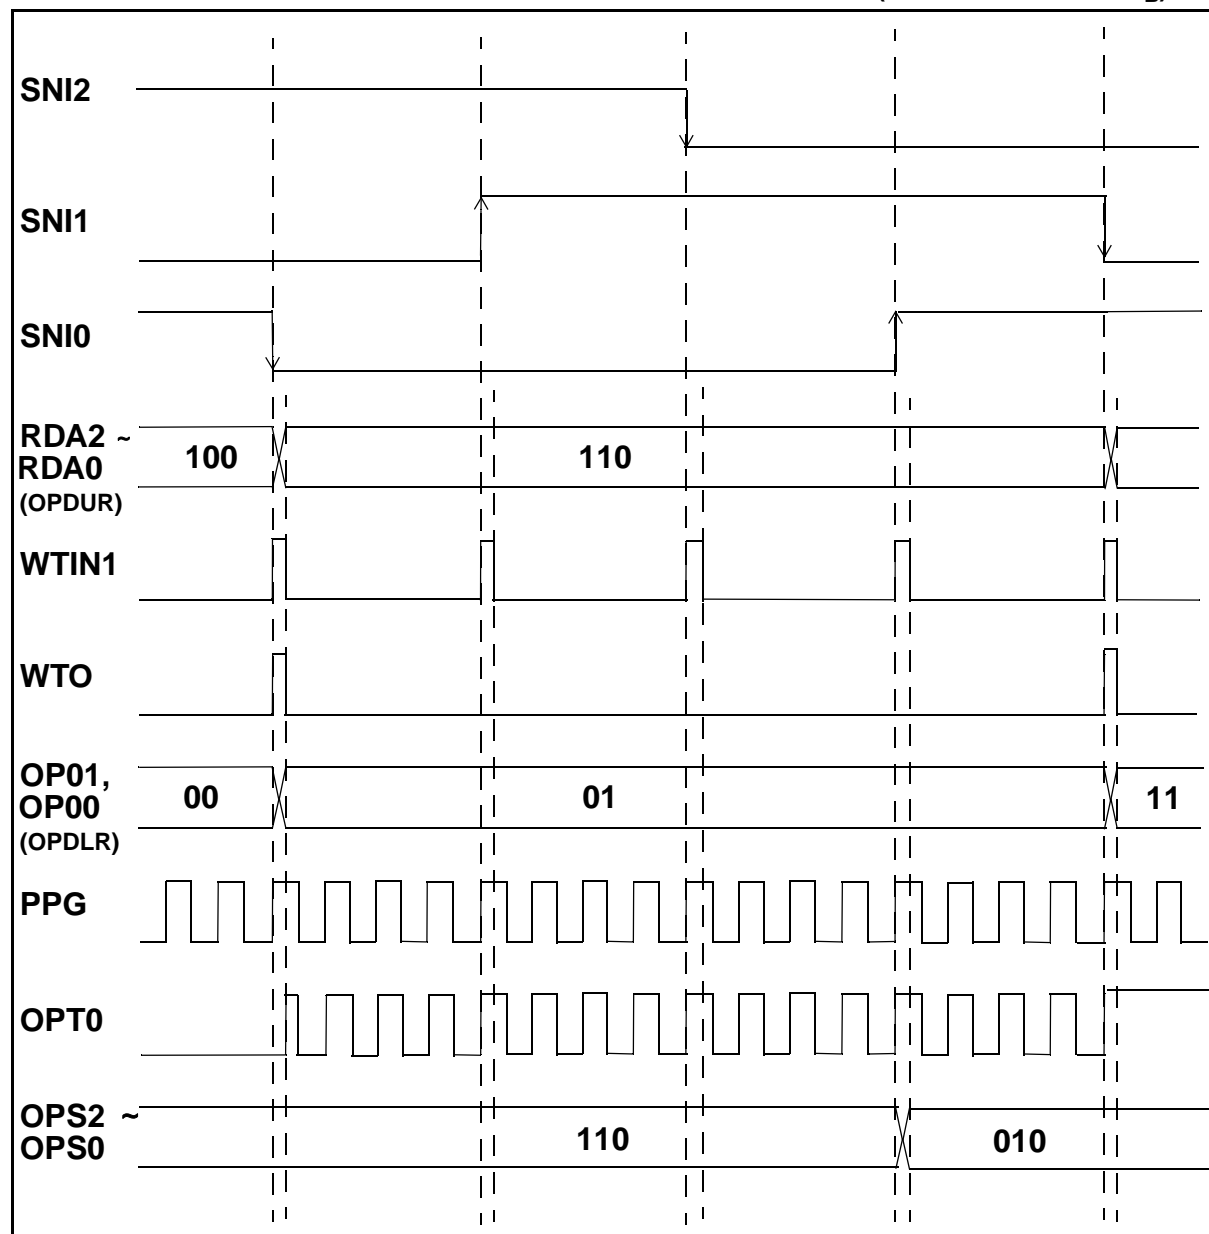 SNI2
SNI1
SNI0
RDA2 ~
RDA0
(OPDUR)
100
110
WTIN1
WTO
OP01,
OP00
(OPDLR)
00
01
11
PPG
OPT0
OPS2 ~
OPS0
110
010